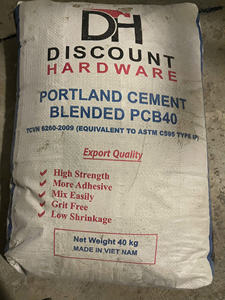 DH
DISCOUNT
HARDWARE
PORTLAND CEMENT
BLENDED PCB40
TCVN 6260-2009 (EQUIVALENT TO ASTM C595 TYPE IP)
Export Quality
High Strength
More Adhesive
Mix Easily
Grit Free
Low Shrinkage
Net Weight 40 kg
MADE IN VIET NAM